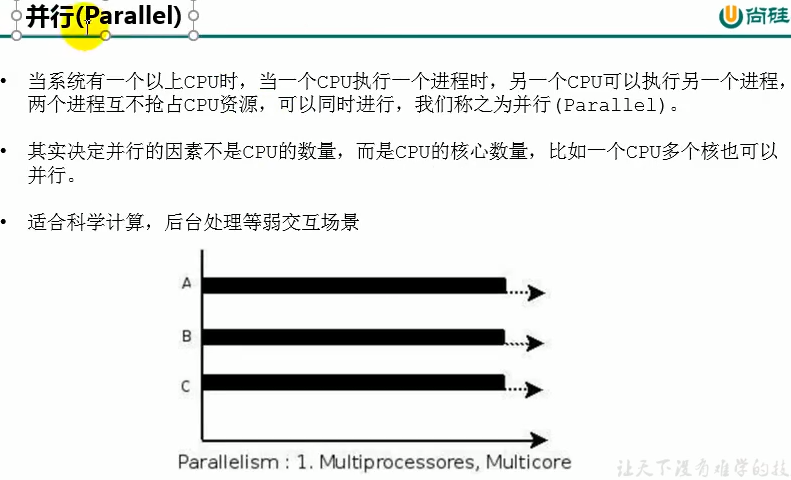 并行(Parallel)
尚硅
• 当系统有一个以上CPU时，当一个CPU执行一个进程时，另一个CPU可以执行另一个进程，
两个进程互不抢占CPU资源，可以同时进行，我们称之为并行(Parallel)。
• 其实决定并行的因素不是CPU的数量，而是CPU的核心数量，比如一个CPU多个核也可以
并行。
• 适合科学计算，后台处理等弱交互场景
A
B
C
Parallelism : 1. Multiprocessores, Multicore
让天下没有难学的技